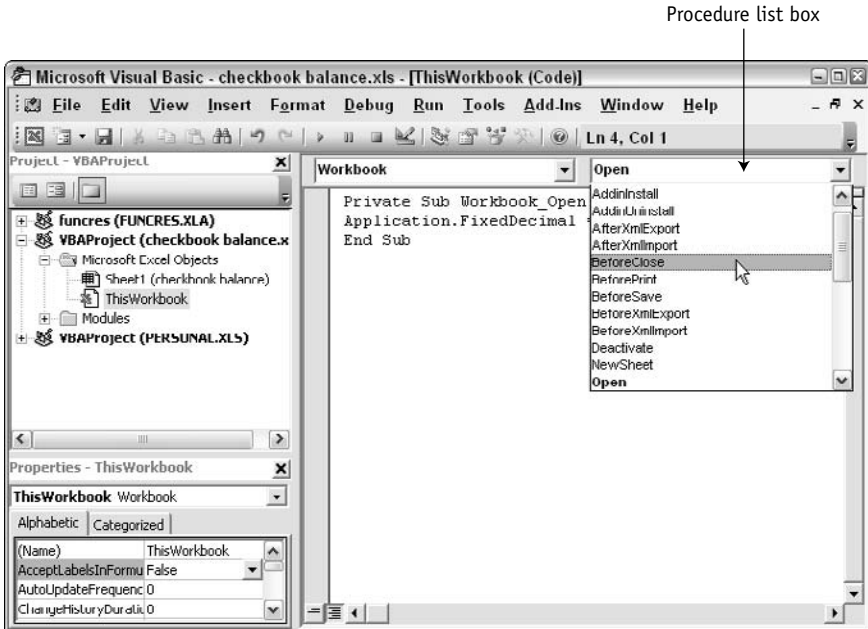 Procedure list box
Microsoft Visual Basic - checkbook balance.xls - [ThisWorkbook (Code)]
File Edit View Insert Format Debug Run Tools Add-Ins Window Help
Ln 4, Col 1
Project - VBAProject
funcres (FUNCRES.XLA)
VBAProject (checkbook balance.x
Microsoft Excel Objects
Sheet1 (checkbook balance)
ThisWorkbook
Modules
VBAProject (PERSONAL.XLS)
Properties - ThisWorkbook
ThisWorkbook Workbook
Alphabetic Categorized
(Name) ThisWorkbook
AcceptLabelsInFormu False
AutoUpdateFrequenc 0
ChangeHistoryDuratic 0
Workbook Open
Private Sub Workbook_Open
Application.FixedDecimal
End Sub
AddinInstall
AddinUninstall
AfterXmlExport
AfterXmlImport
BeforeClose
BeforePrint
BeforeSave
BeforeXmlExport
BeforeXmlImport
Deactivate
NewSheet
Open